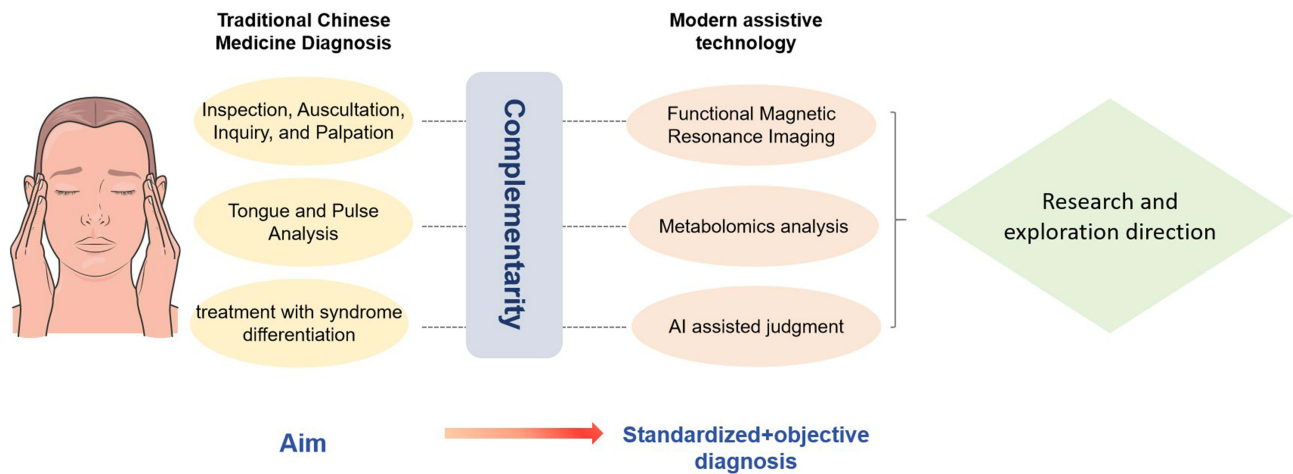 Traditional Chinese
Medicine Diagnosis
Modern assistive
technology
Inspection, Auscultation,
Inquiry, and Palpation
Tongue and Pulse
Analysis
treatment with syndrome
differentiation
Complementarity
Functional Magnetic
Resonance Imaging
Metabolomics analysis
AI assisted judgment
Research and
exploration direction
Aim
Standardized+objective
diagnosis